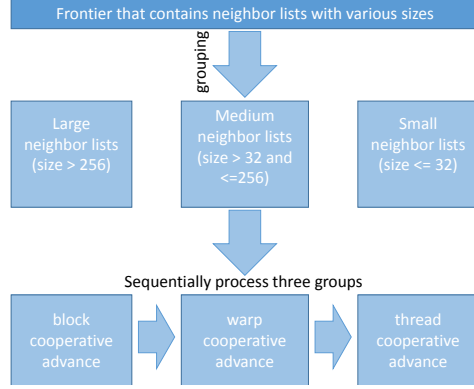 Frontier that contains neighbor lists with various sizes
grouping
Large
neighbor lists
(size > 256)
Medium
neighbor lists
(size > 32 and
<=256)
Small
neighbor lists
(size <= 32)
Sequentially process three groups
block
cooperative
advance
warp
cooperative
advance
thread
cooperative
advance